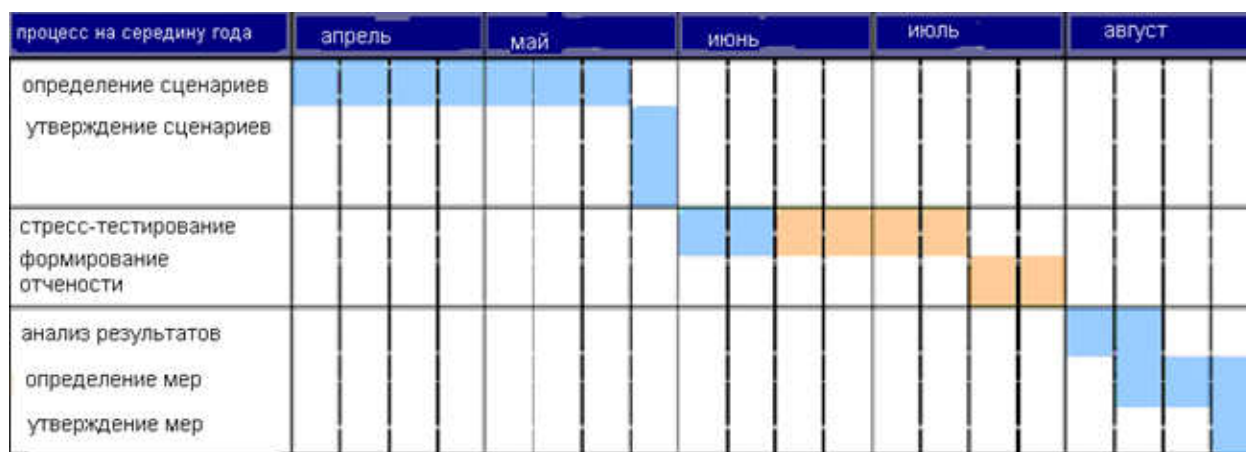 процесс на середину года апрель май июнь июль август
определение сценариев
утверждение сценариев
стресс-тестирование
формирование
отчености
анализ результатов
определение мер
утверждение мер